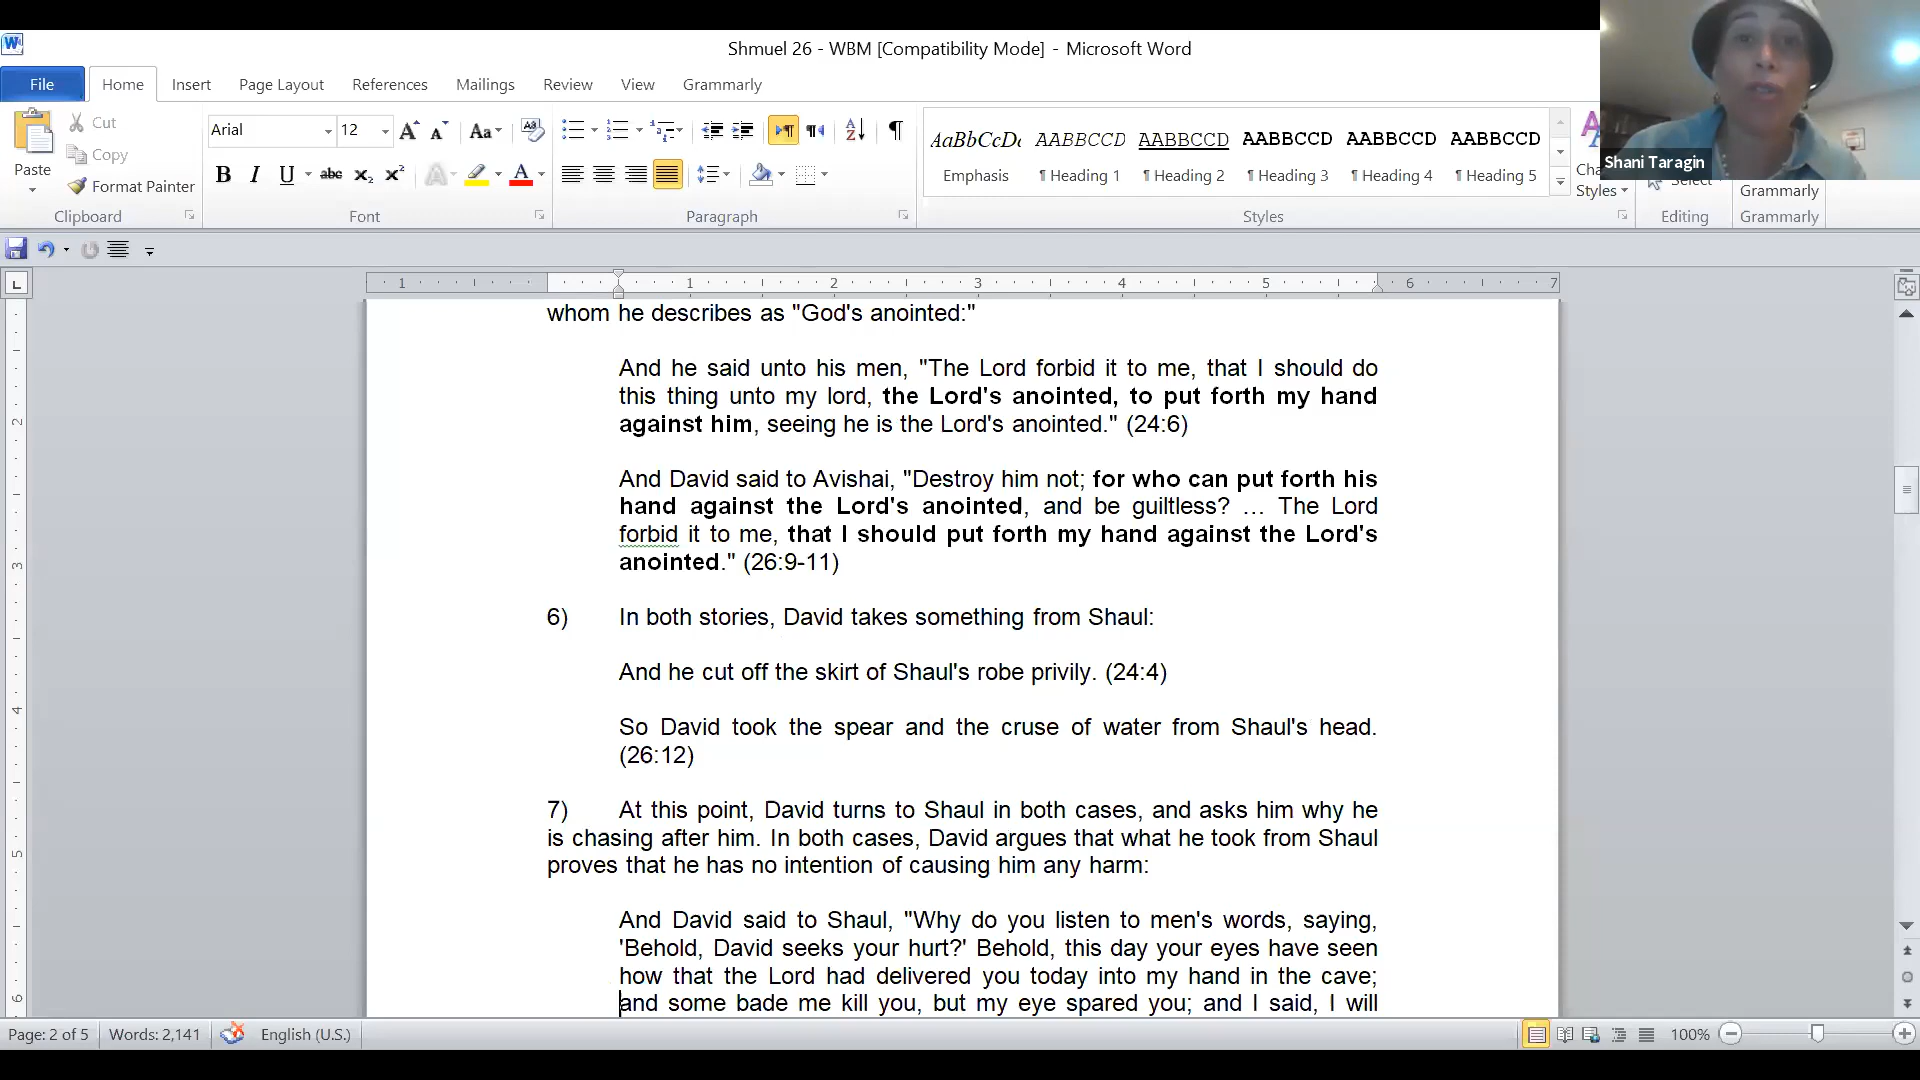 Shmuel 26 - WBM [Compatibility Mode] - Microsoft Word
File Home Insert Page Layout References Mailings Review View Grammarly
Paste
Cut
Copy
Format Painter
Clipboard
Arial 12
Font
Paragraph
AaBbCcDc AABBCCD AABBCCD AABBCCD AABBCCD AABBCCD
Emphasis ¶ Heading 1 ¶ Heading 2 ¶ Heading 3 ¶ Heading 4 ¶ Heading 5
Styles
Styles
Select
Editing
Grammarly
Grammarly
Shani Taragin
1 1 2 3 4 5 6 7
whom he describes as "God's anointed:"
And he said unto his men, "The Lord forbid it to me, that I should do
this thing unto my lord, the Lord's anointed, to put forth my hand
against him, seeing he is the Lord's anointed." (24:6)
And David said to Avishai, "Destroy him not; for who can put forth his
hand against the Lord's anointed, and be guiltless? … The Lord
forbid it to me, that I should put forth my hand against the Lord's
anointed." (26:9-11)
6) In both stories, David takes something from Shaul:
And he cut off the skirt of Shaul's robe privily. (24:4)
So David took the spear and the cruse of water from Shaul's head.
(26:12)
7) At this point, David turns to Shaul in both cases, and asks him why he
is chasing after him. In both cases, David argues that what he took from Shaul
proves that he has no intention of causing him any harm:
And David said to Shaul, "Why do you listen to men's words, saying,
'Behold, David seeks your hurt?' Behold, this day your eyes have seen
how that the Lord had delivered you today into my hand in the cave;
and some bade me kill you, but my eye spared you; and I said, I will
Page: 2 of 5 Words: 2,141 English (U.S.) 100%